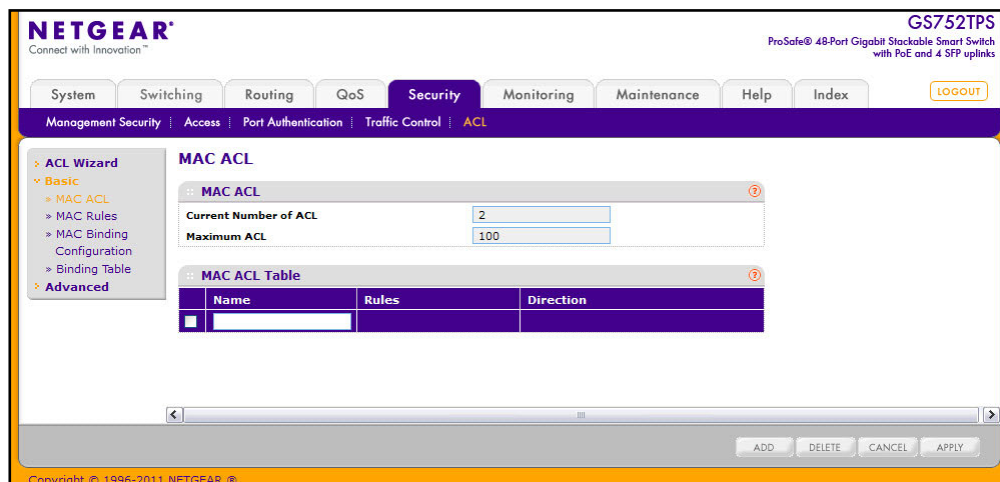 NETGEAR®
Connect with Innovation™
GS752TPS
ProSafe® 48-Port Gigabit Stackable Smart Switch
with PoE and 4 SFP uplinks
System Switching Routing QoS Security Monitoring Maintenance Help Index LOGOUT
Management Security Access Port Authentication Traffic Control ACL
ACL Wizard
Basic
» MAC ACL
» MAC Rules
» MAC Binding
Configuration
» Binding Table
Advanced
MAC ACL
MAC ACL ?
Current Number of ACL 2
Maximum ACL 100
MAC ACL Table ?
Name Rules Direction
ADD DELETE CANCEL APPLY
Copyright © 1996-2011 NETGEAR ®